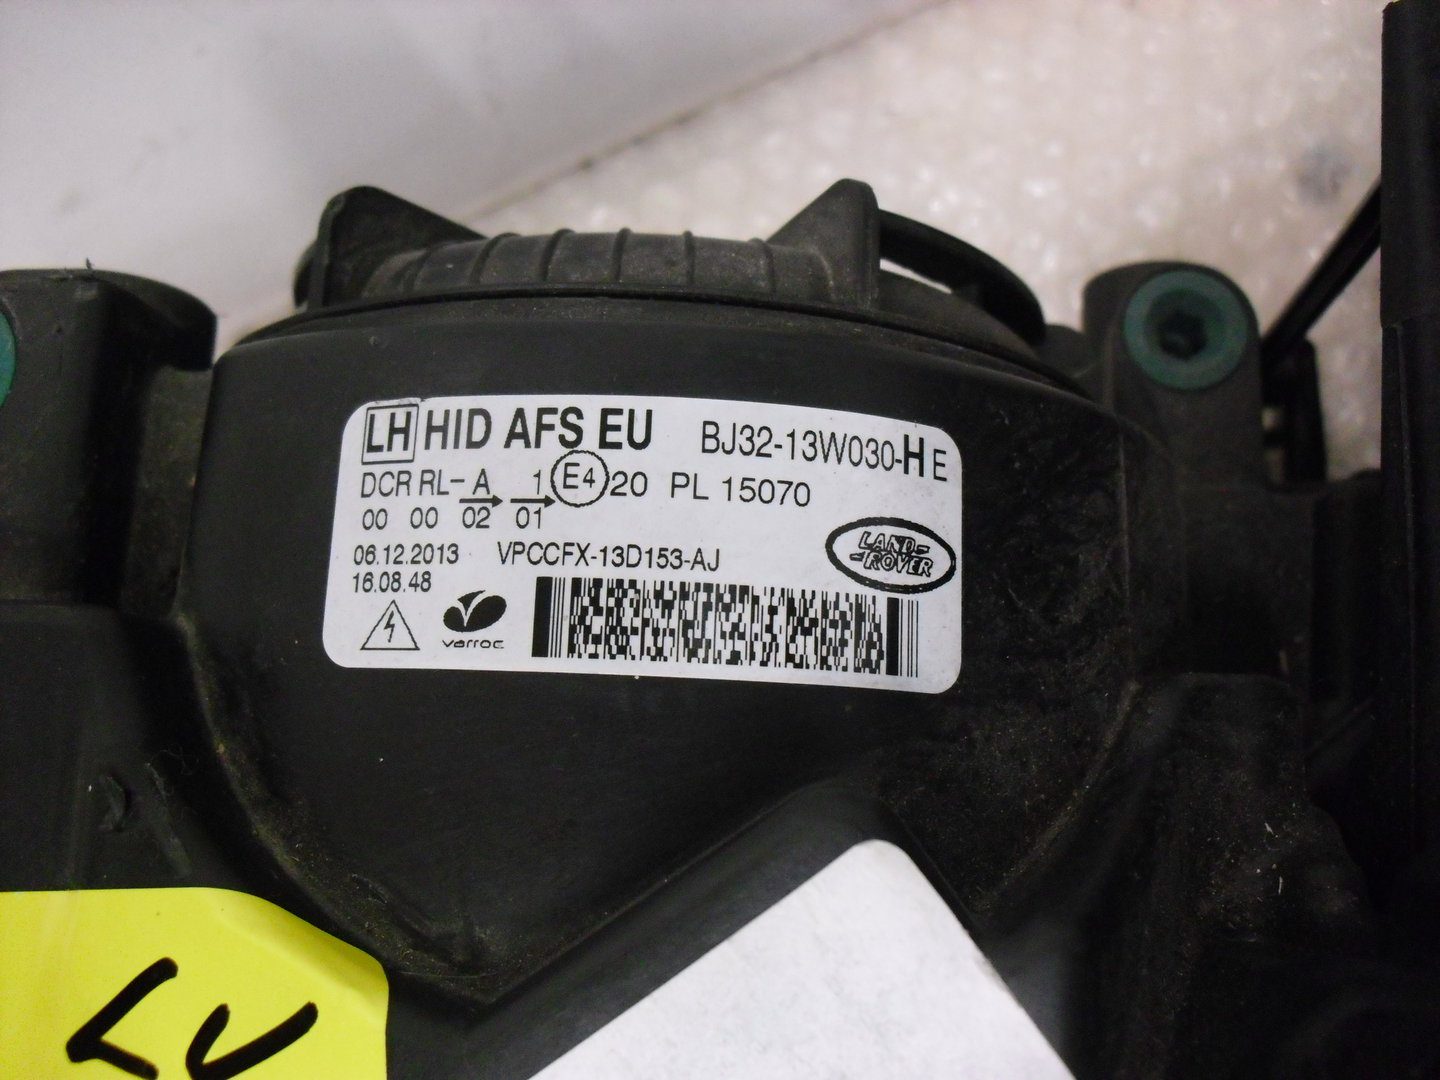 LH HID AFS EU BJ32-13W030-HE
DCR RL-A 1 E4 20 PL 15070
00 00 02 01
06.12.2013 VPCCFX-13D153-AJ
16.08.48
LAND-
-ROVER
varroc